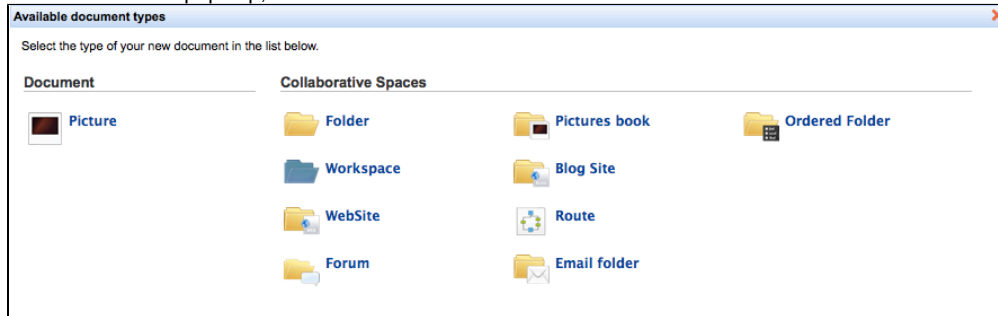 Available document types
Select the type of your new document in the list below.
Document
Collaborative Spaces
Picture
Folder
Pictures book
Ordered Folder
Workspace
Blog Site
WebSite
Route
Forum
Email folder